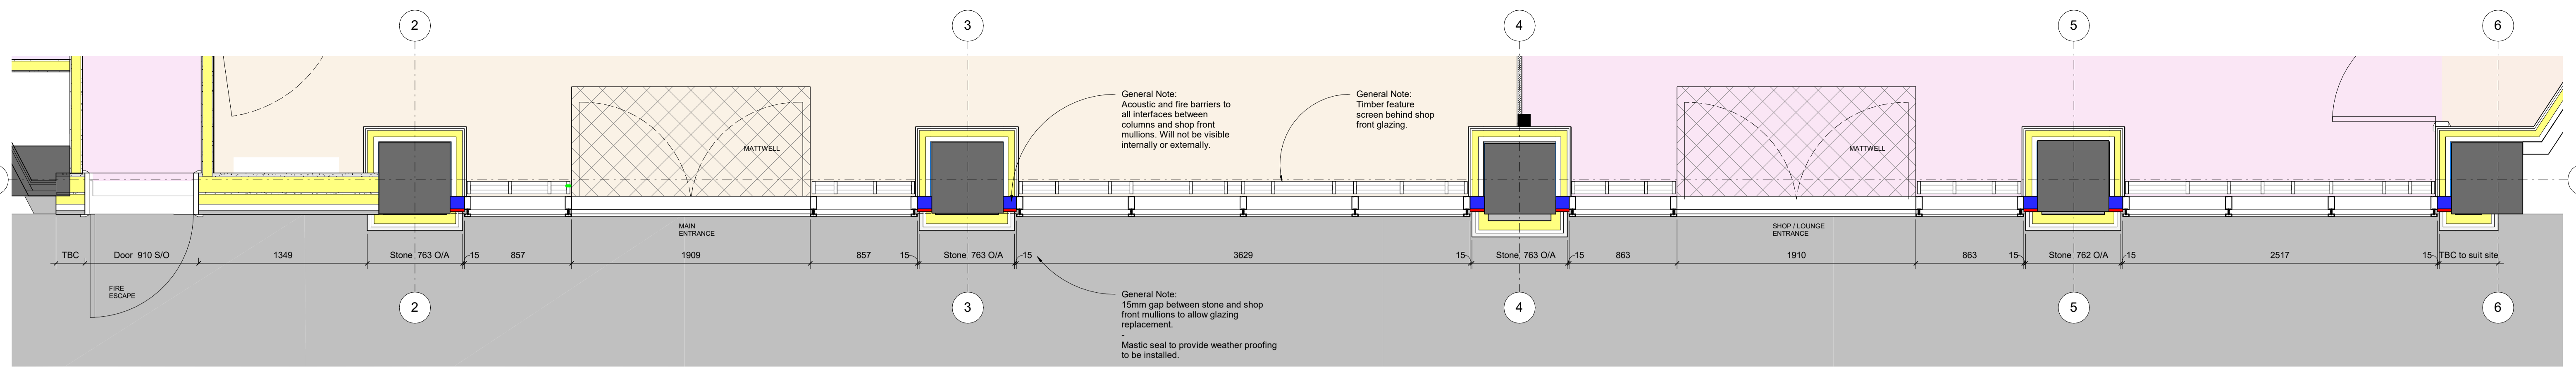 2
3
4
5
6
General Note:
Acoustic and fire barriers to
all interfaces between
columns and shop front
mullions. Will not be visible
internally or externally.
General Note:
Timber feature
screen behind shop
front glazing.
MATTWELL
MATTWELL
MAIN
ENTRANCE
SHOP / LOUNGE
ENTRANCE
TBC
Door 910 S/O
1349
Stone 763 O/A
15
857
1909
857
15
Stone 763 O/A
15
3629
15
Stone 763 O/A
15
863
1910
863
15
Stone 762 O/A
15
2517
15
TBC to suit site
FIRE
ESCAPE
General Note:
15mm gap between stone and shop
front mullions to allow glazing
replacement.
-
Mastic seal to provide weather proofing
to be installed.
2
3
4
5
6